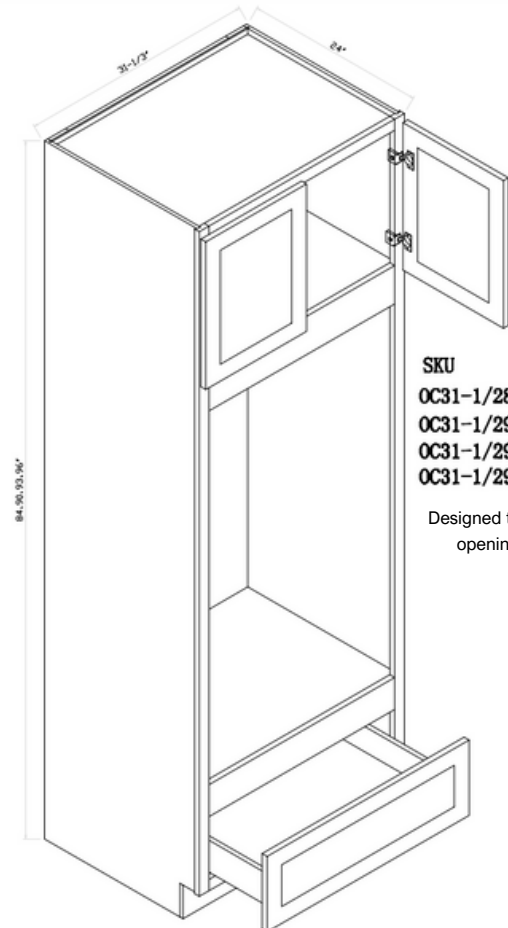 31-1/3"
24"
84.90.93.96"
SKU
OC31-1/28
OC31-1/29
OC31-1/29
OC31-1/29
Designed t
openin